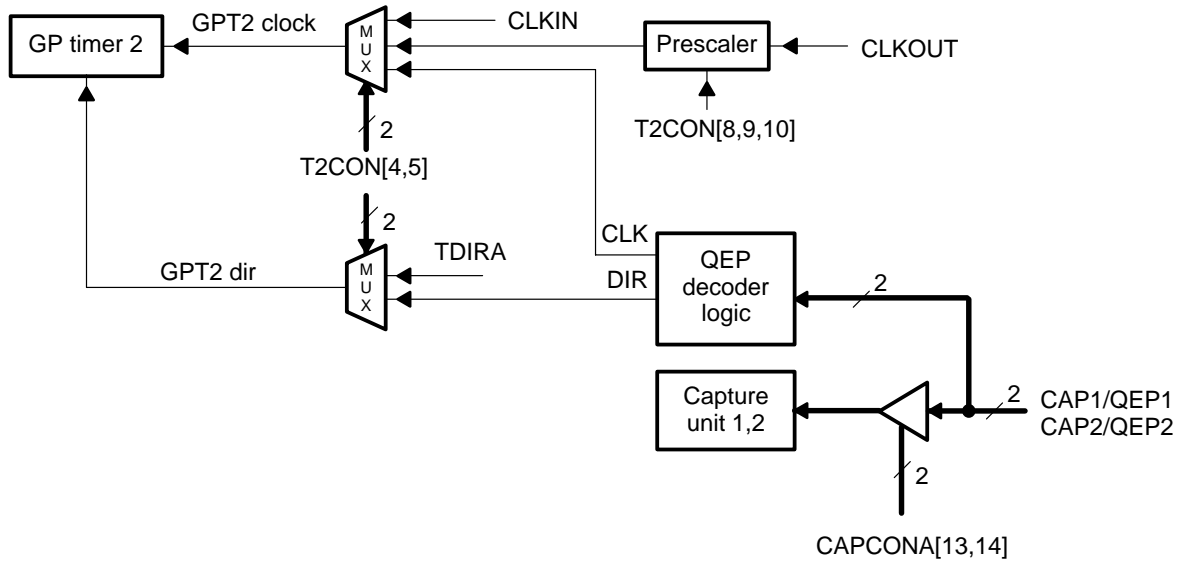 GPT2 clock
CLKIN
GP timer 2
MUX
Prescaler
CLKOUT
2
T2CON[8,9,10]
T2CON[4,5]
2
CLK
TDIRA
QEP
decoder
logic
GPT2 dir
MUX
DIR
2
Capture
unit 1,2
2
CAP1/QEP1
CAP2/QEP2
2
CAPCONA[13,14]